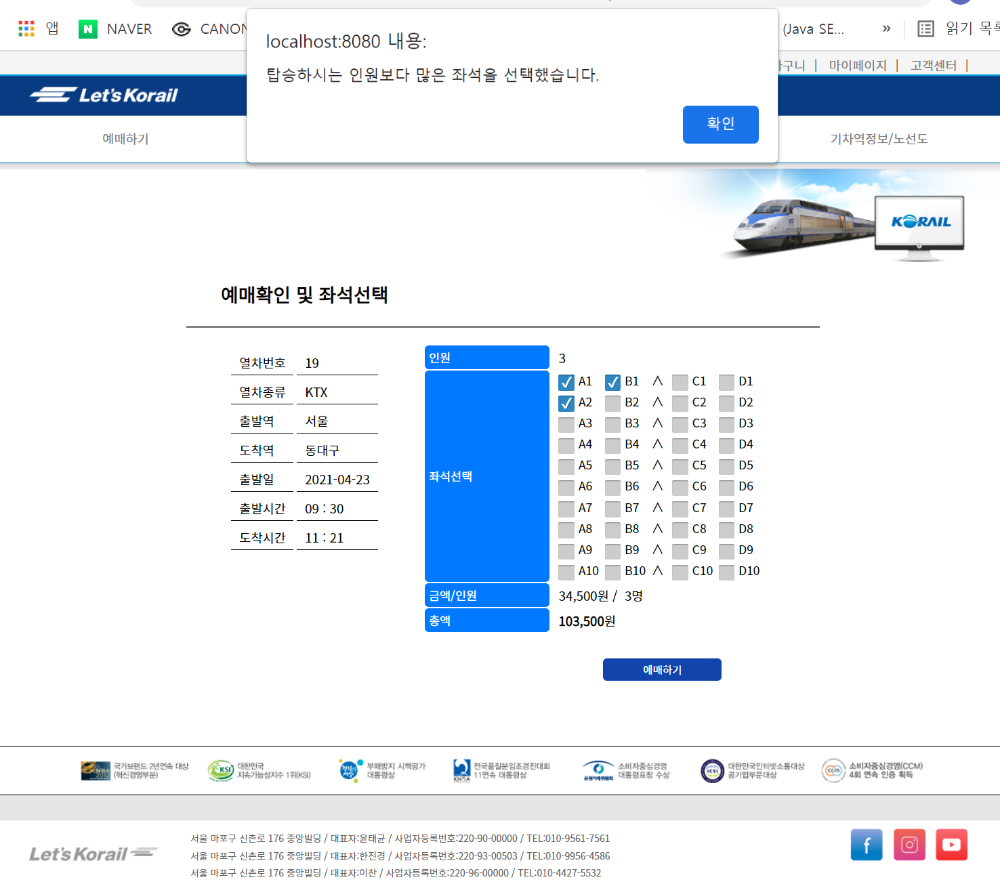 앱 NAVER CANON (Java SE... » 읽기 목록
localhost:8080 내용:
탑승하시는 인원보다 많은 좌석을 선택했습니다.
확인
마이페이지 | 고객센터 |
Let's Korail
예매하기 기차역정보/노선도
KORAIL
예매확인 및 좌석선택
열차번호 19
열차종류 KTX
출발역 서울
도착역 동대구
출발일 2021-04-23
출발시간 09 : 30
도착시간 11 : 21
인원 3
좌석선택
A1 B1 ∧ C1 D1
A2 B2 ∧ C2 D2
A3 B3 ∧ C3 D3
A4 B4 ∧ C4 D4
A5 B5 ∧ C5 D5
A6 B6 ∧ C6 D6
A7 B7 ∧ C7 D7
A8 B8 ∧ C8 D8
A9 B9 ∧ C9 D9
A10 B10 ∧ C10 D10
금액/인원 34,500원 / 3명
총액 103,500원
예매하기
NBA 2012 국가브랜드 2년연속 대상
(혁신경영부분)
KSI 대한민국
지속가능성지수 1위(KSI)
부패방지 시책평가
대통령상
전국품질분임조경진대회
11연속 대통령상
공정거래위원회 소비자중심경영
대통령표창 수상
ICSI 대한민국인터넷소통대상
공기업부문대상
ccm 소비자중심경영(CCM)
4회 연속 인증 획득
Let's Korail
서울 마포구 신촌로 176 중앙빌딩 / 대표자:윤태균 / 사업자등록번호:220-90-00000 / TEL:010-9561-7561
서울 마포구 신촌로 176 중앙빌딩 / 대표자:한진경 / 사업자등록번호:220-93-00503 / TEL:010-9956-4586
서울 마포구 신촌로 176 중앙빌딩 / 대표자:이찬 / 사업자등록번호:220-96-00000 / TEL:010-4427-5532